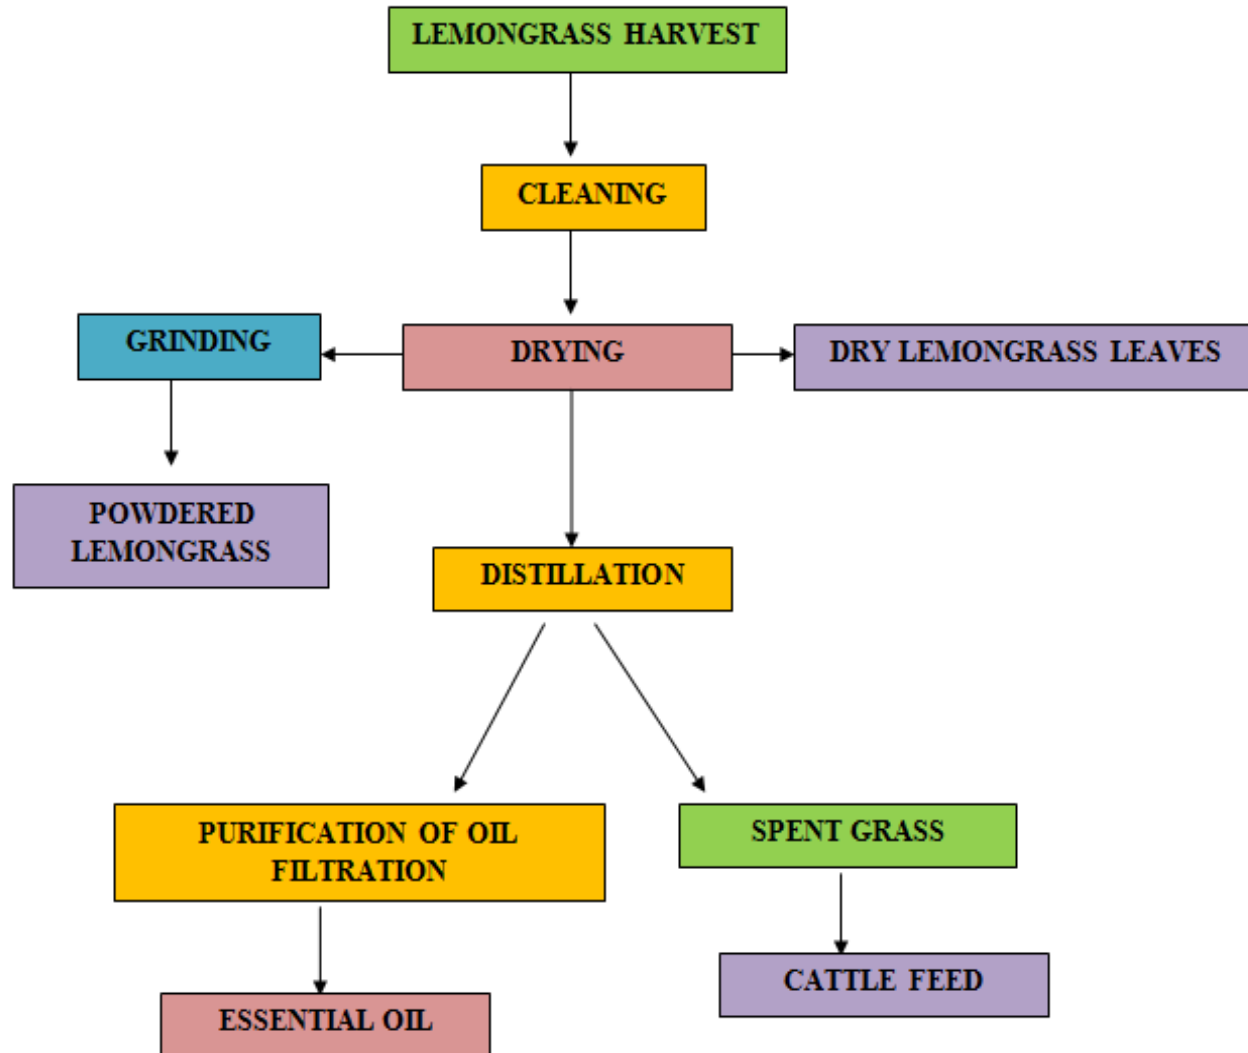 LEMONGRASS HARVEST
CLEANING
GRINDING
DRYING
DRY LEMONGRASS LEAVES
POWDERED
LEMONGRASS
DISTILLATION
PURIFICATION OF OIL
FILTRATION
SPENT GRASS
CATTLE FEED
ESSENTIAL OIL